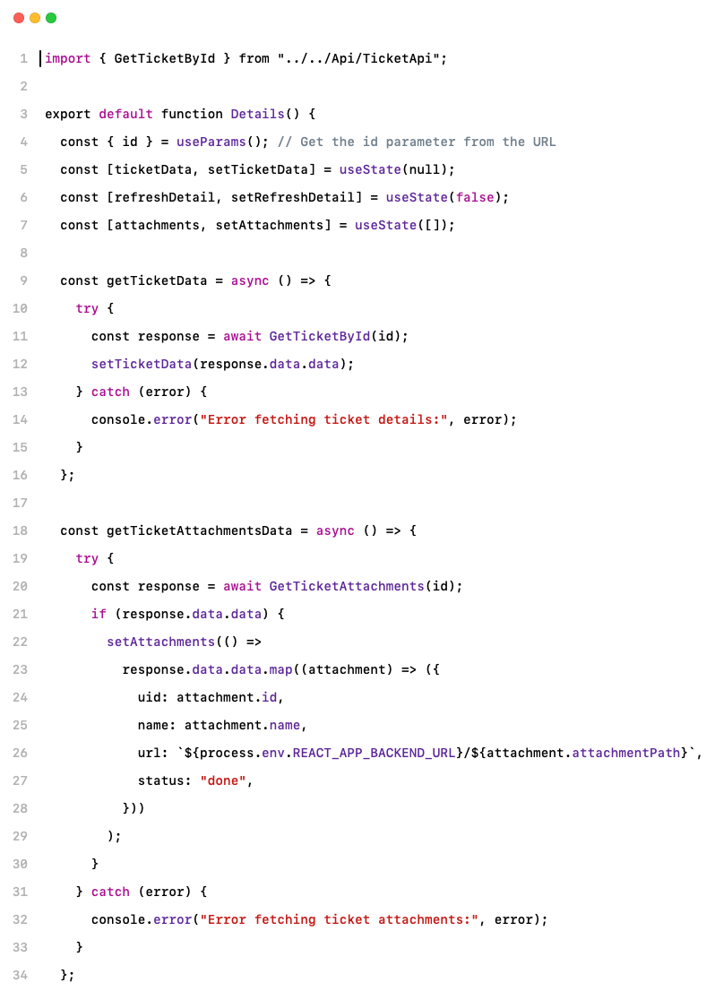 1 import { GetTicketById } from "../../Api/TicketApi";
2
3 export default function Details() {
4   const { id } = useParams(); // Get the id parameter from the URL
5   const [ticketData, setTicketData] = useState(null);
6   const [refreshDetail, setRefreshDetail] = useState(false);
7   const [attachments, setAttachments] = useState([]);
8
9   const getTicketData = async () => {
10     try {
11       const response = await GetTicketById(id);
12       setTicketData(response.data.data);
13     } catch (error) {
14       console.error("Error fetching ticket details:", error);
15     }
16   };
17
18   const getTicketAttachmentsData = async () => {
19     try {
20       const response = await GetTicketAttachments(id);
21       if (response.data.data) {
22         setAttachments(() =>
23           response.data.data.map((attachment) => ({
24             uid: attachment.id,
25             name: attachment.name,
26             url: `${process.env.REACT_APP_BACKEND_URL}/${attachment.attachmentPath}`,
27             status: "done",
28           }))
29         );
30       }
31     } catch (error) {
32       console.error("Error fetching ticket attachments:", error);
33     }
34   };